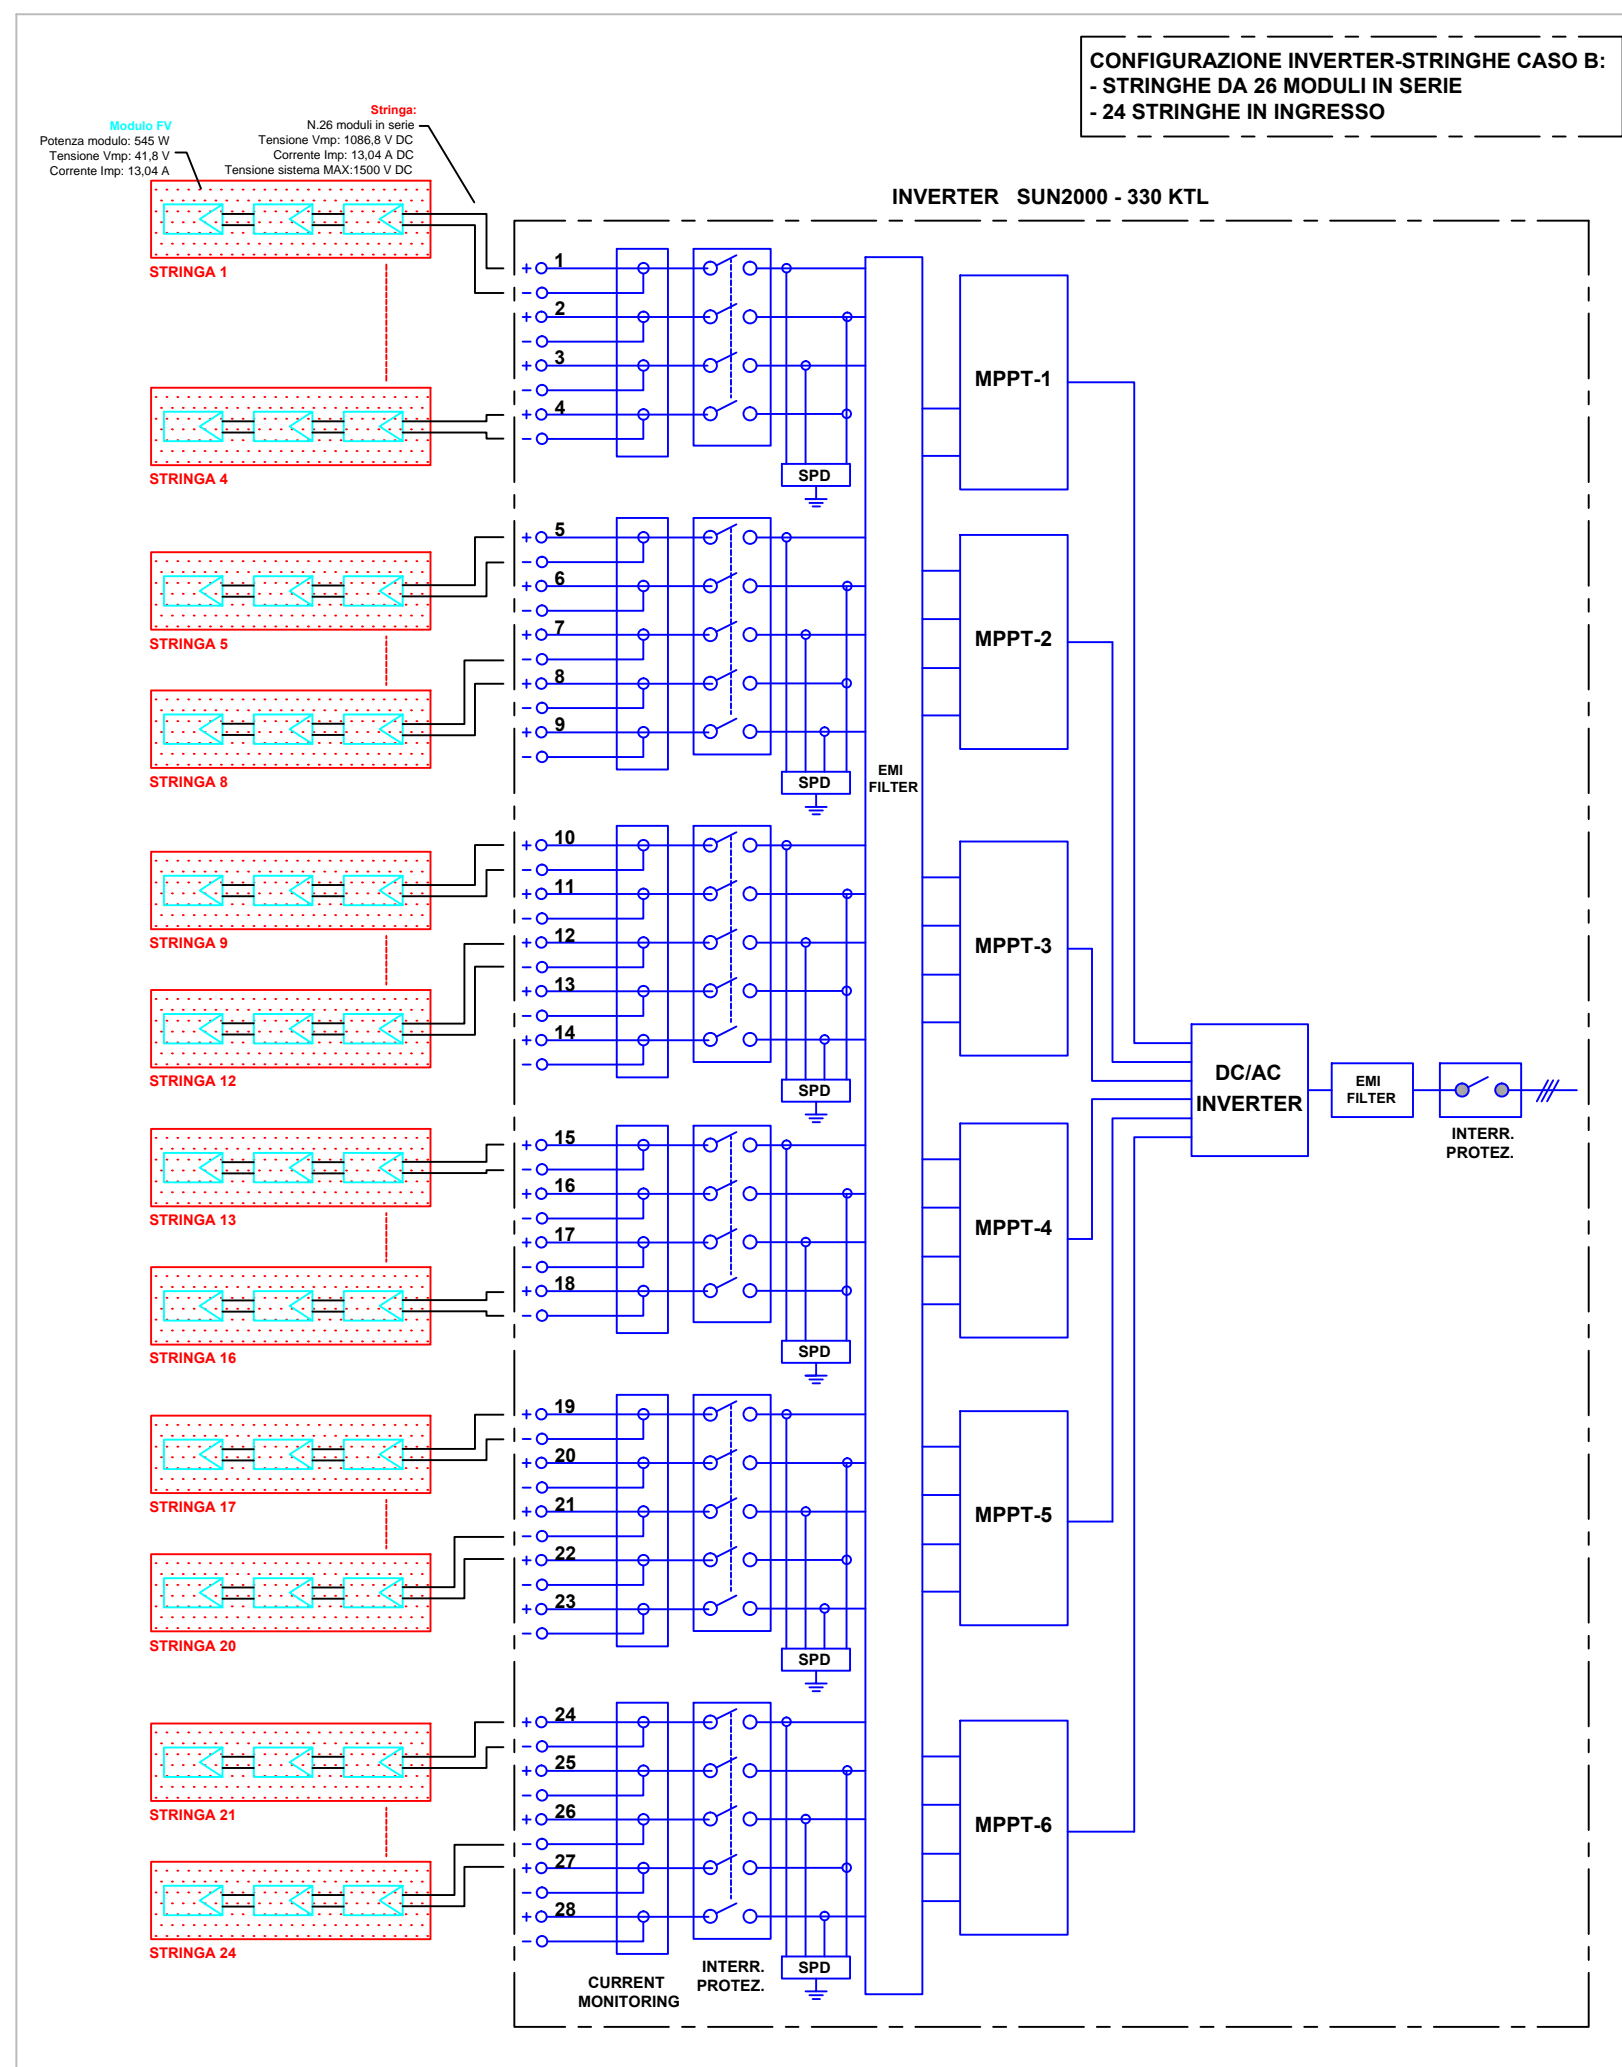 CONFIGURAZIONE INVERTER-STRINGHE CASO B:
- STRINGHE DA 26 MODULI IN SERIE
- 24 STRINGHE IN INGRESSO
Modulo FV
Potenza modulo: 545 W
Tensione Vmp: 41,8 V
Corrente Imp: 13,04 A
Stringa:
N.26 moduli in serie
Tensione Vmp: 1086,8 V DC
Corrente Imp: 13,04 A DC
Tensione sistema MAX:1500 V DC
INVERTER SUN2000 - 330 KTL
STRINGA 1
STRINGA 4
+ 1
-
+ 2
-
+ 3
-
+ 4
-
SPD
MPPT-1
STRINGA 5
STRINGA 8
+ 5
-
+ 6
-
+ 7
-
+ 8
-
+ 9
-
SPD
EMI
FILTER
MPPT-2
STRINGA 9
STRINGA 12
+ 10
-
+ 11
-
+ 12
-
+ 13
-
+ 14
-
SPD
MPPT-3
STRINGA 13
STRINGA 16
+ 15
-
+ 16
-
+ 17
-
+ 18
-
SPD
MPPT-4
DC/AC
INVERTER
EMI
FILTER
INTERR.
PROTEZ.
STRINGA 17
STRINGA 20
+ 19
-
+ 20
-
+ 21
-
+ 22
-
+ 23
-
SPD
MPPT-5
STRINGA 21
STRINGA 24
+ 24
-
+ 25
-
+ 26
-
+ 27
-
+ 28
-
SPD
MPPT-6
CURRENT
MONITORING
INTERR.
PROTEZ.